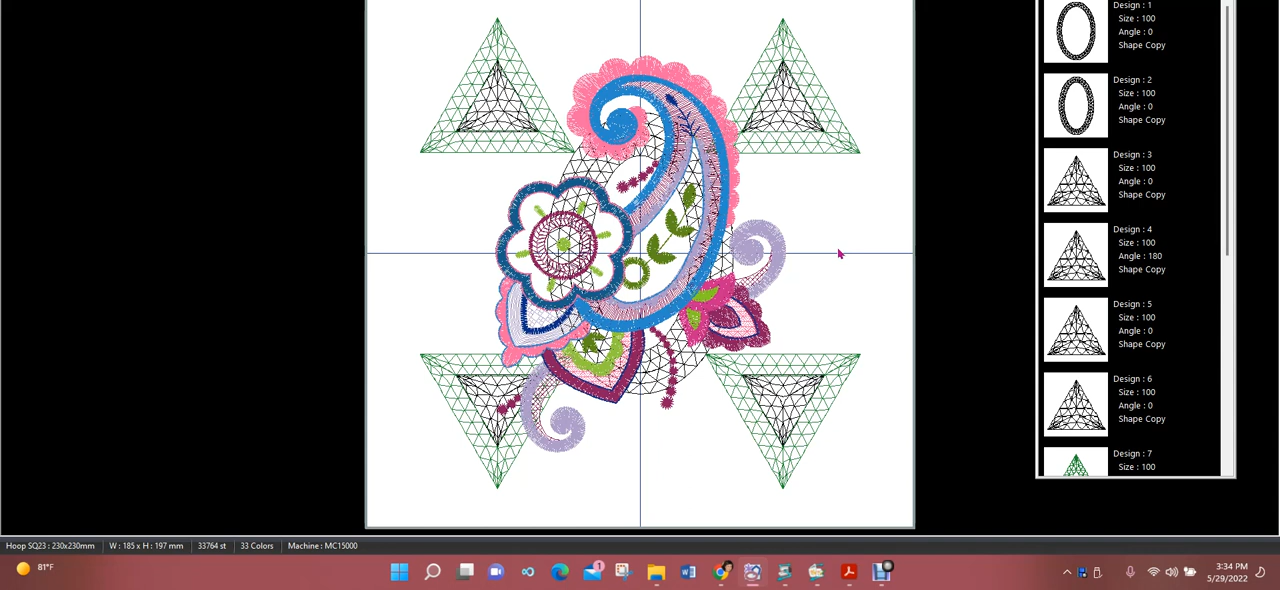 Design : 1
Size : 100
Angle : 0
Shape Copy
Design : 2
Size : 100
Angle : 0
Shape Copy
Design : 3
Size : 100
Angle : 0
Shape Copy
Design : 4
Size : 100
Angle : 180
Shape Copy
Design : 5
Size : 100
Angle : 0
Shape Copy
Design : 6
Size : 100
Angle : 0
Shape Copy
Design : 7
Size : 100
Hoop SQ23 : 230x230mm
W : 185 x H : 197 mm
33764 st
33 Colors
Machine : MC15000
81°F
1
3:34 PM
5/29/2022